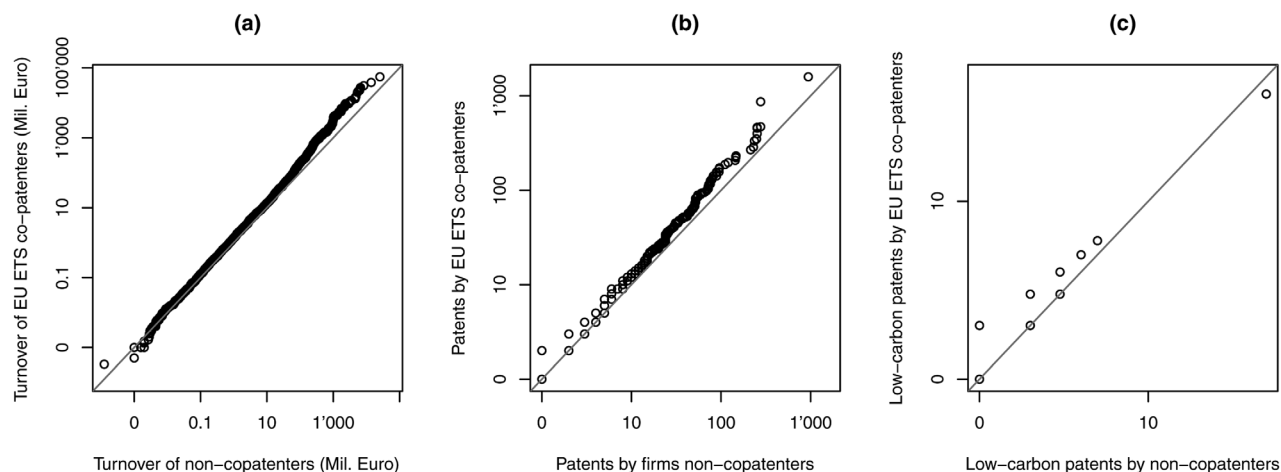 (a)
Turnover of EU ETS co−patenters (Mil. Euro)
100'000
1'000
10
0.1
0
0
0.1
10
1'000
Turnover of non−copatenters (Mil. Euro)
(b)
Patents by EU ETS co−patenters
1'000
100
10
0
0
10
100
1'000
Patents by firms non−copatenters
(c)
Low−carbon patents by EU ETS co−patenters
10
0
0
10
Low−carbon patents by non−copatenters